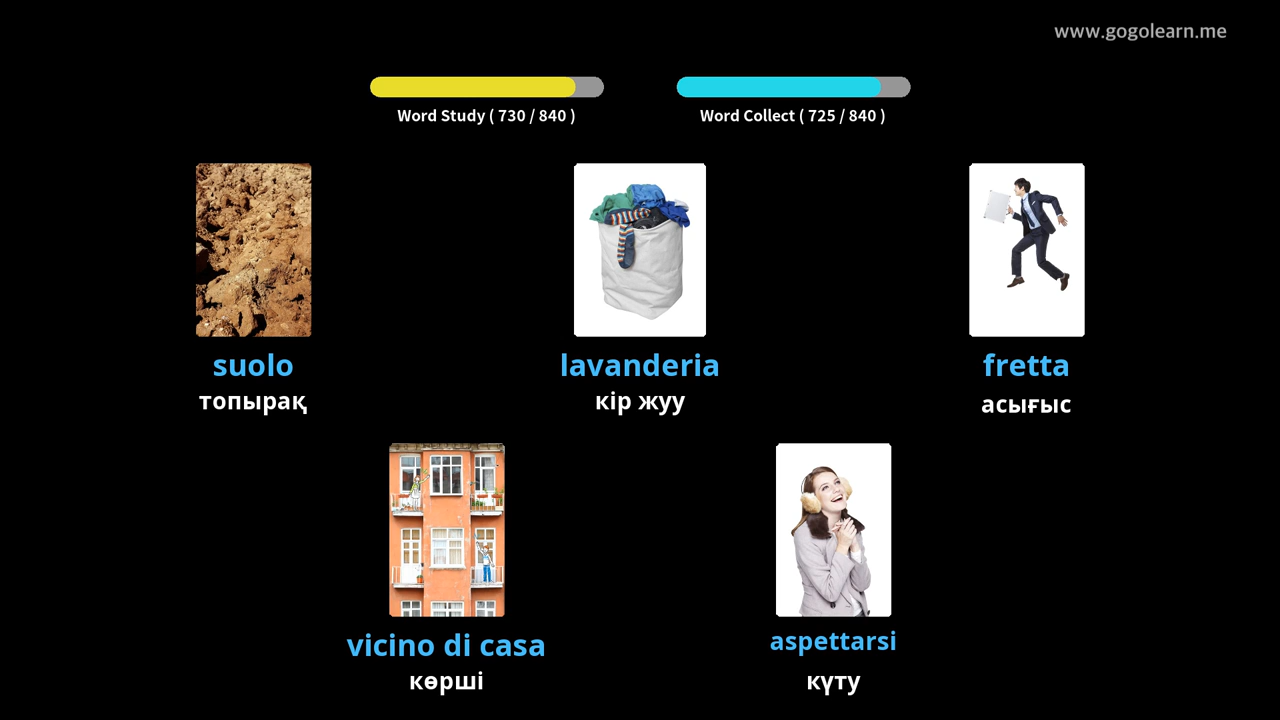 www.gogolearn.me
Word Study ( 730 / 840 )
Word Collect ( 725 / 840 )
suolo
топырақ
lavanderia
кір жуу
fretta
асығыс
vicino di casa
көрші
aspettarsi
күту